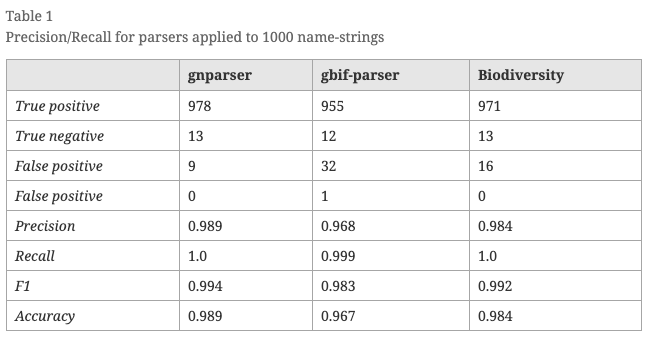 Table 1
Precision/Recall for parsers applied to 1000 name-strings
gnparser gbif-parser Biodiversity
True positive 978 955 971
True negative 13 12 13
False positive 9 32 16
False positive 0 1 0
Precision 0.989 0.968 0.984
Recall 1.0 0.999 1.0
F1 0.994 0.983 0.992
Accuracy 0.989 0.967 0.984